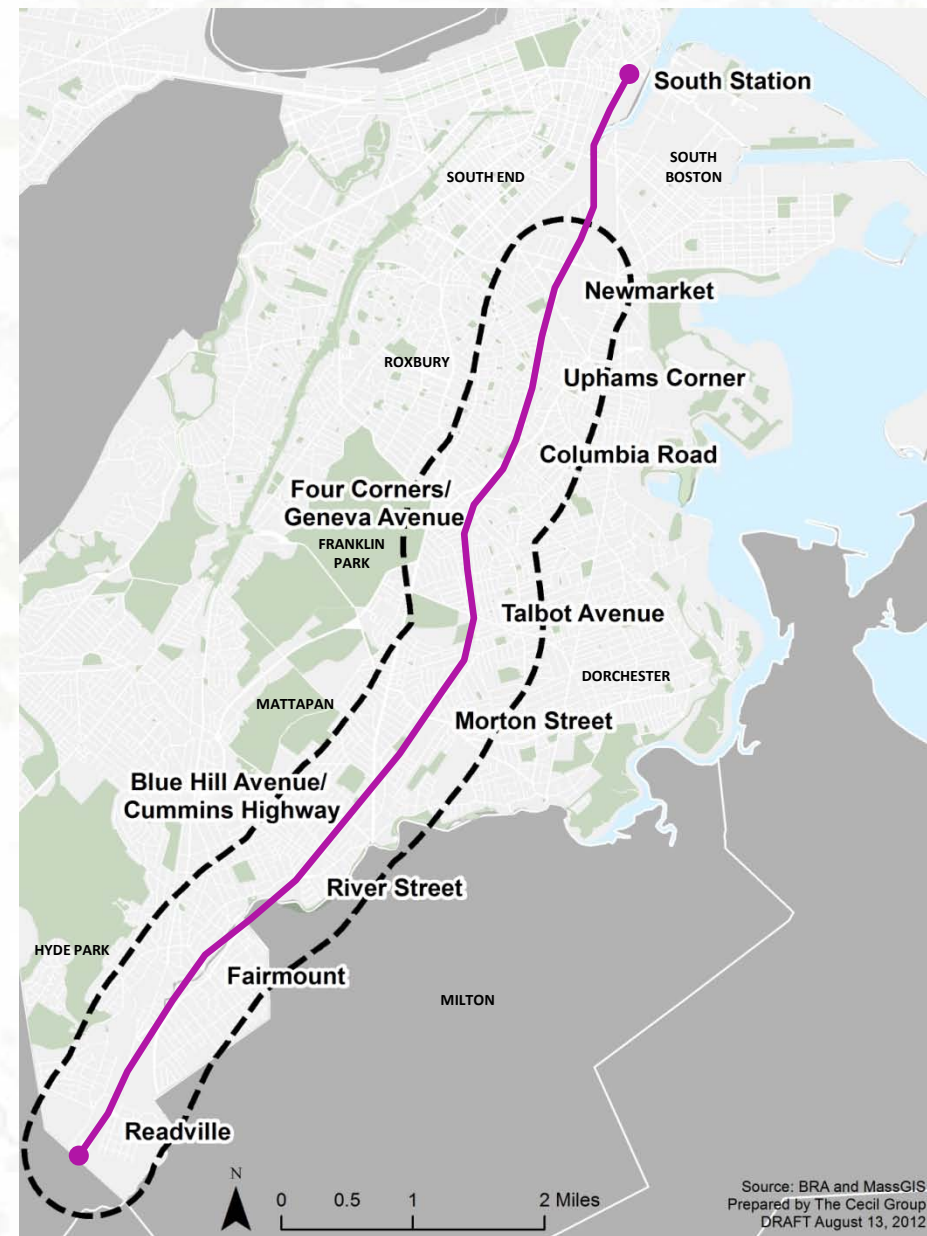 South Station
SOUTH
BOSTON
SOUTH END
Newmarket
ROXBURY
Uphams Corner
Columbia Road
Four Corners/
Geneva Avenue
FRANKLIN
PARK
Talbot Avenue
DORCHESTER
MATTAPAN
Morton Street
Blue Hill Avenue/
Cummins Highway
River Street
HYDE PARK
Fairmount
MILTON
Readville
N
0 0.5 1 2 Miles
Source: BRA and MassGIS
Prepared by The Cecil Group
DRAFT August 13, 2012